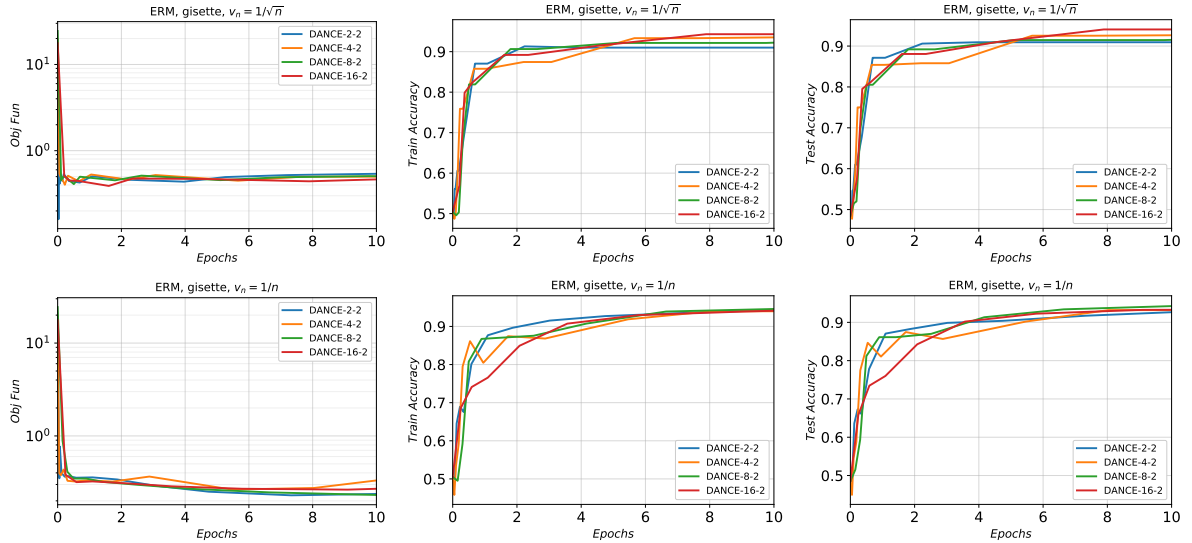 ERM, gisette, $v_n = 1/\sqrt{n}$
Obj Fun
10¹
10⁰
DANCE-2-2
DANCE-4-2
DANCE-8-2
DANCE-16-2
0 2 4 6 8 10
Epochs
ERM, gisette, $v_n = 1/\sqrt{n}$
Train Accuracy
0.9
0.8
0.7
0.6
0.5
DANCE-2-2
DANCE-4-2
DANCE-8-2
DANCE-16-2
0 2 4 6 8 10
Epochs
ERM, gisette, $v_n = 1/\sqrt{n}$
Test Accuracy
0.9
0.8
0.7
0.6
0.5
DANCE-2-2
DANCE-4-2
DANCE-8-2
DANCE-16-2
0 2 4 6 8 10
Epochs
ERM, gisette, $v_n = 1/n$
Obj Fun
10¹
10⁰
DANCE-2-2
DANCE-4-2
DANCE-8-2
DANCE-16-2
0 2 4 6 8 10
Epochs
ERM, gisette, $v_n = 1/n$
Train Accuracy
0.9
0.8
0.7
0.6
0.5
DANCE-2-2
DANCE-4-2
DANCE-8-2
DANCE-16-2
0 2 4 6 8 10
Epochs
ERM, gisette, $v_n = 1/n$
Test Accuracy
0.9
0.8
0.7
0.6
0.5
DANCE-2-2
DANCE-4-2
DANCE-8-2
DANCE-16-2
0 2 4 6 8 10
Epochs